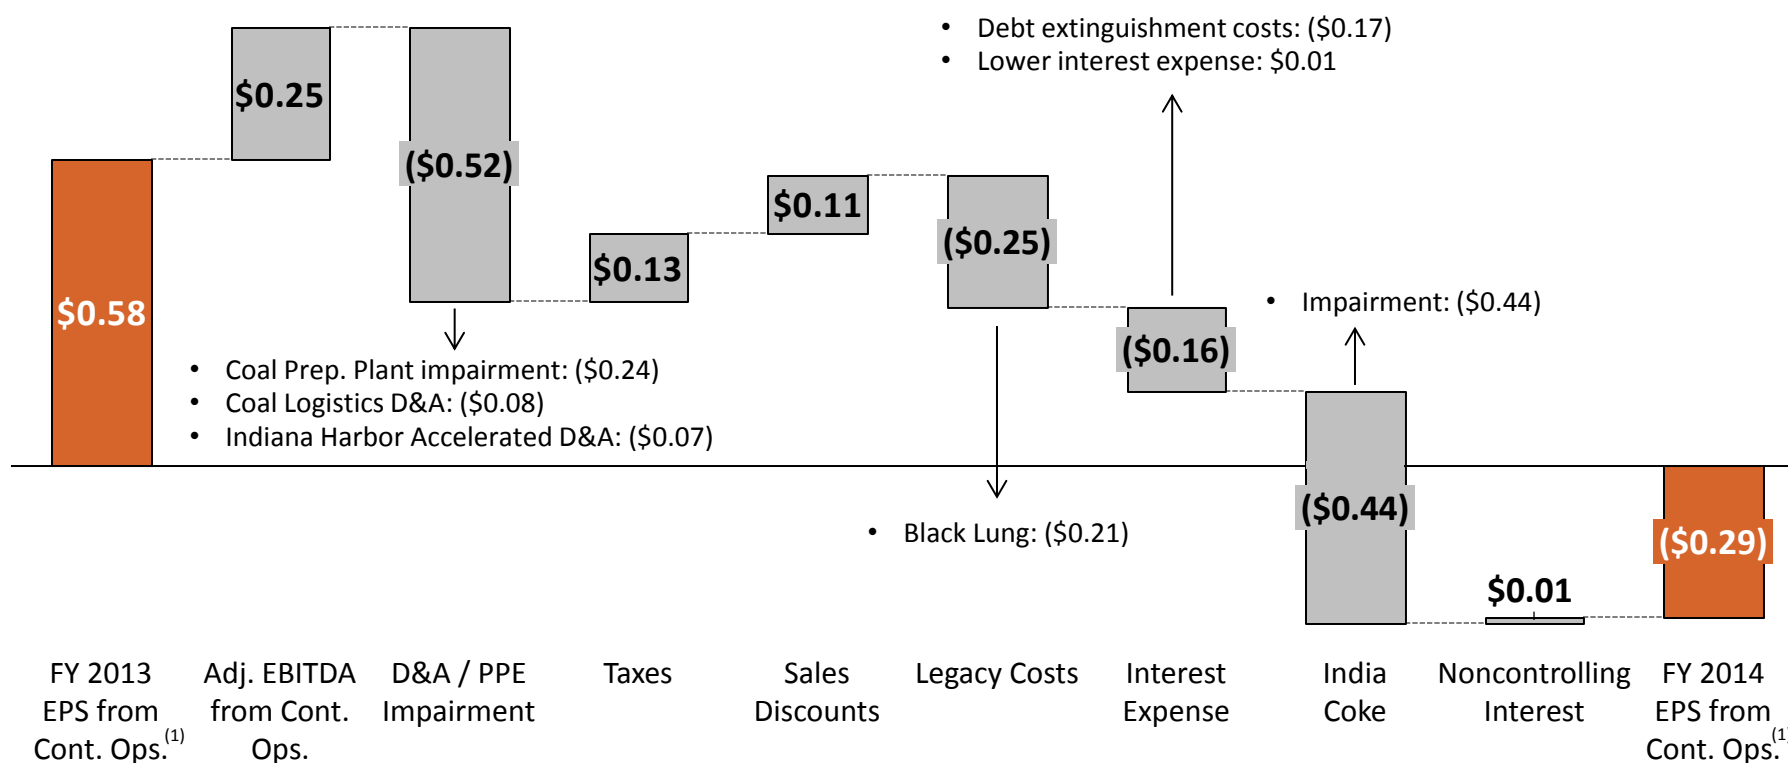 • Debt extinguishment costs: ($0.17)
• Lower interest expense: $0.01
$0.25
($0.52)
$0.58
$0.13
$0.11
($0.25)
($0.16)
• Impairment: ($0.44)
• Coal Prep. Plant impairment: ($0.24)
• Coal Logistics D&A: ($0.08)
• Indiana Harbor Accelerated D&A: ($0.07)
• Black Lung: ($0.21)
($0.44)
$0.01
($0.29)
FY 2013
EPS from
Cont. Ops.(1)
Adj. EBITDA
from Cont.
Ops.
D&A / PPE
Impairment
Taxes
Sales
Discounts
Legacy Costs
Interest
Expense
India
Coke
Noncontrolling
Interest
FY 2014
EPS from
Cont. Ops.(1)